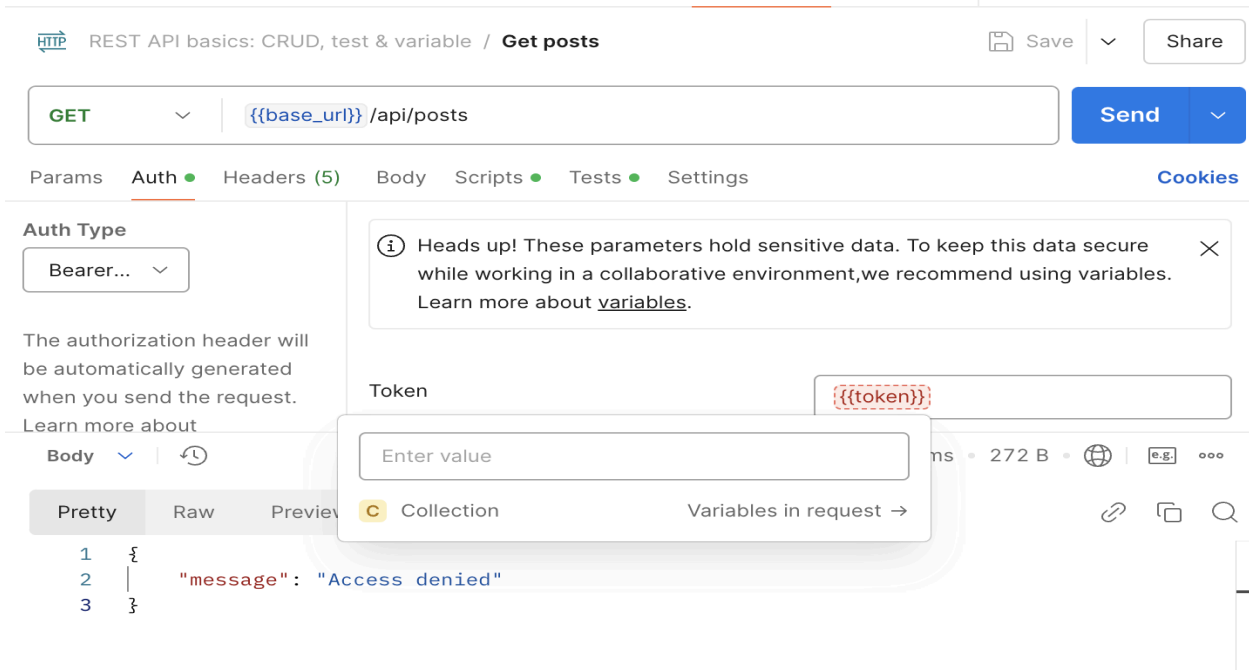 HTTP REST API basics: CRUD, test & variable / Get posts Save Share
GET {{base_url}}/api/posts Send
Params Auth Headers (5) Body Scripts Tests Settings Cookies
Auth Type
Bearer...
The authorization header will
be automatically generated
when you send the request.
Learn more about
Heads up! These parameters hold sensitive data. To keep this data secure
while working in a collaborative environment,we recommend using variables.
Learn more about variables.
Token {{token}}
Enter value
C Collection Variables in request →
Body ms 272 B e.g.
Pretty Raw Preview
1 {
2 "message": "Access denied"
3 }